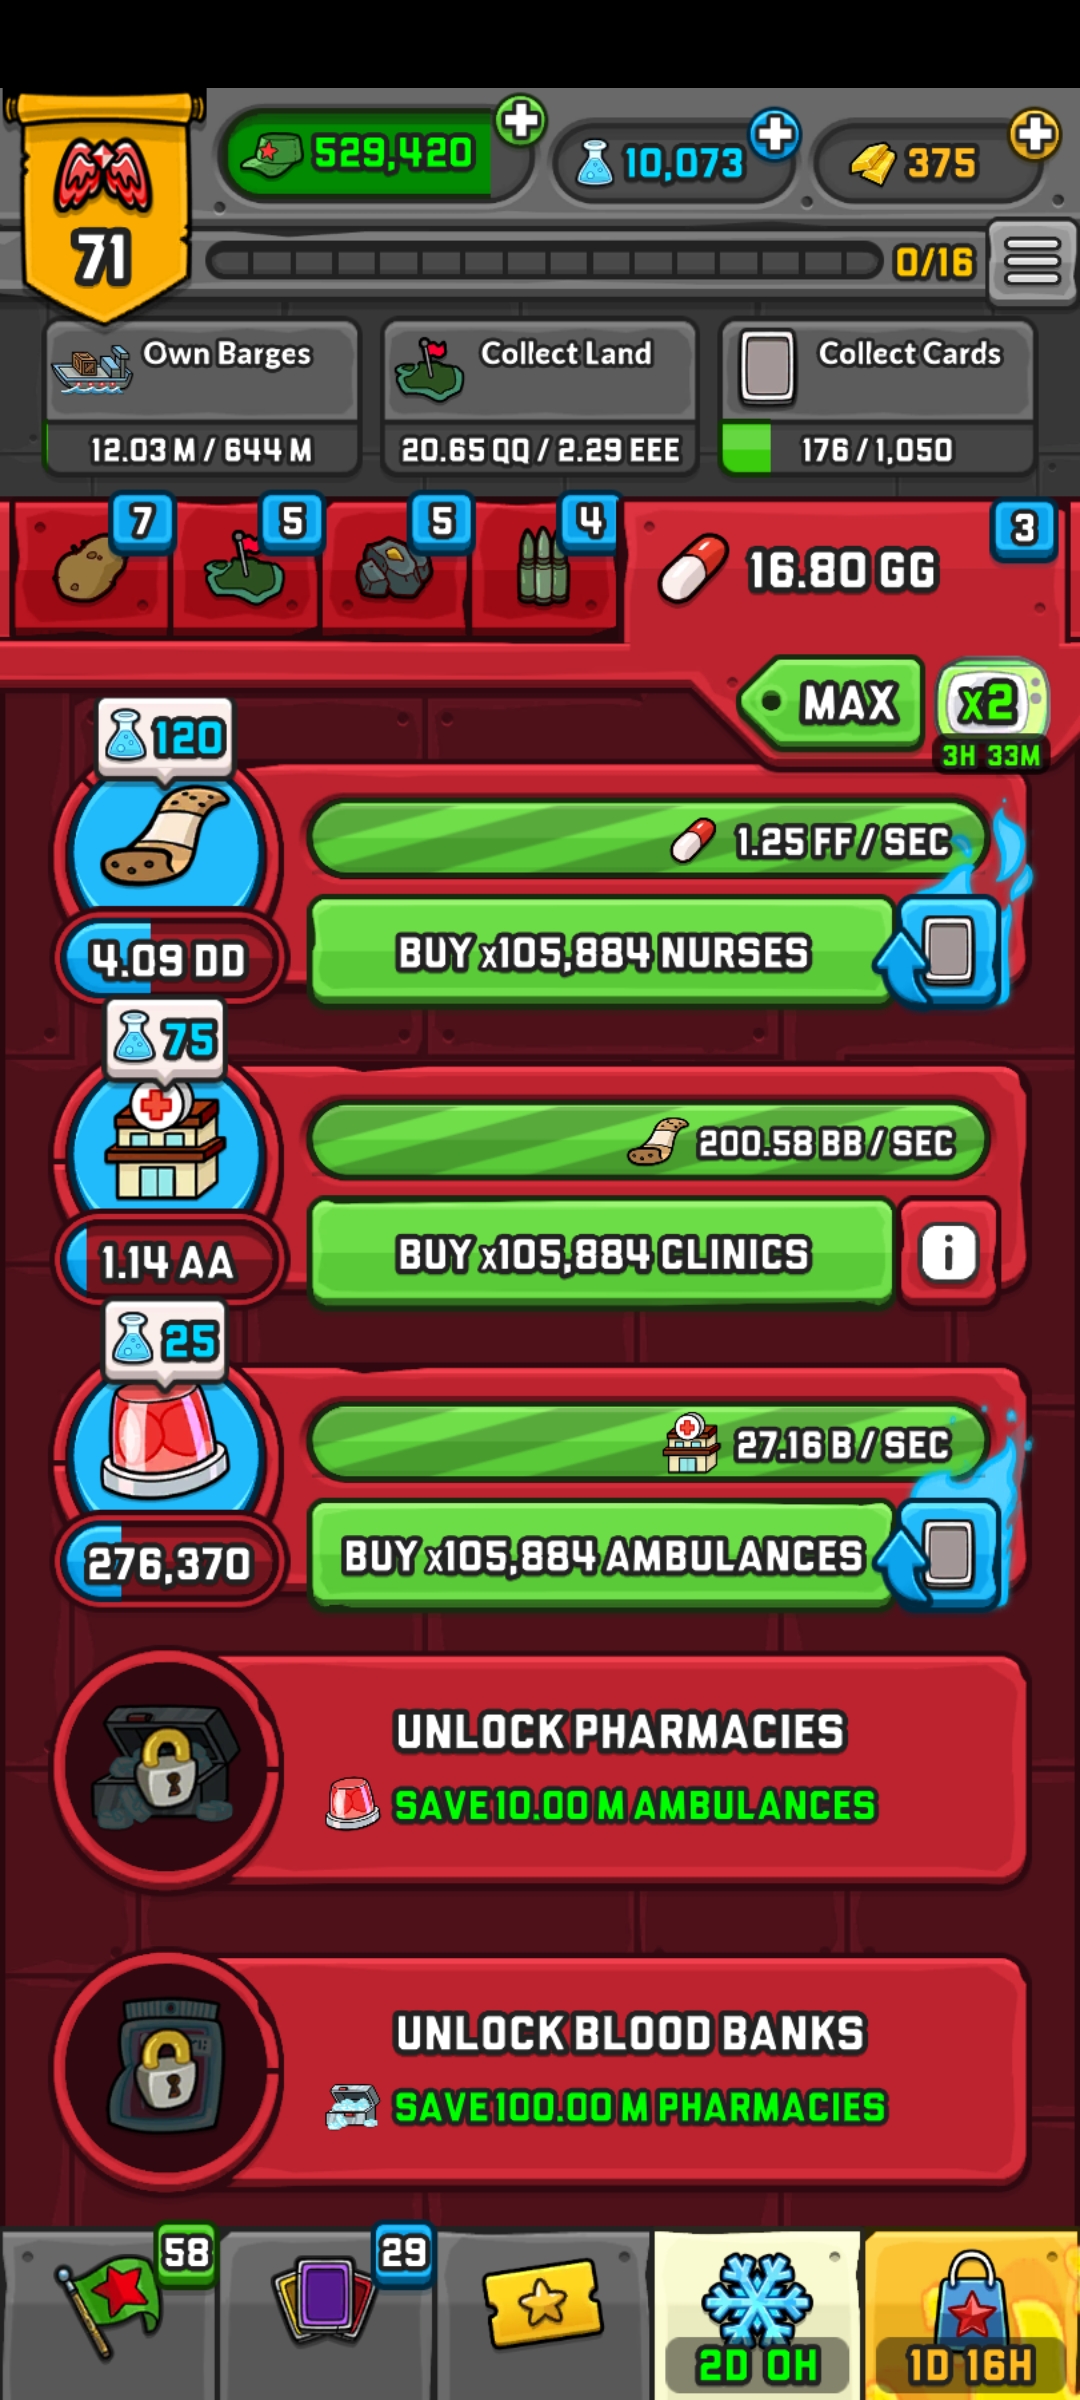 529,420
10,073
375
71
0/16
Own Barges
12.03 M / 644 M
Collect Land
20.65 QQ / 2.29 EEE
Collect Cards
176 / 1,050
7
5
5
4
16.80 GG
3
MAX
x2
3H 33M
120
1.25 FF / SEC
4.09 DD
BUY x105,884 NURSES
75
200.58 BB / SEC
1.14 AA
BUY x105,884 CLINICS
i
25
27.16 B / SEC
276,370
BUY x105,884 AMBULANCES
UNLOCK PHARMACIES
SAVE 10.00 M AMBULANCES
UNLOCK BLOOD BANKS
SAVE 100.00 M PHARMACIES
58
29
2D 0H
1D 16H